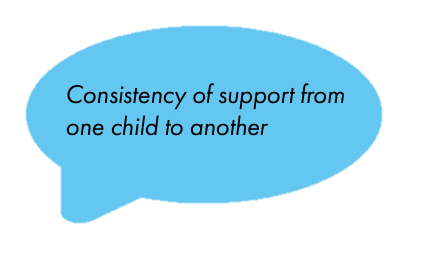 Consistency of support from
one child to another